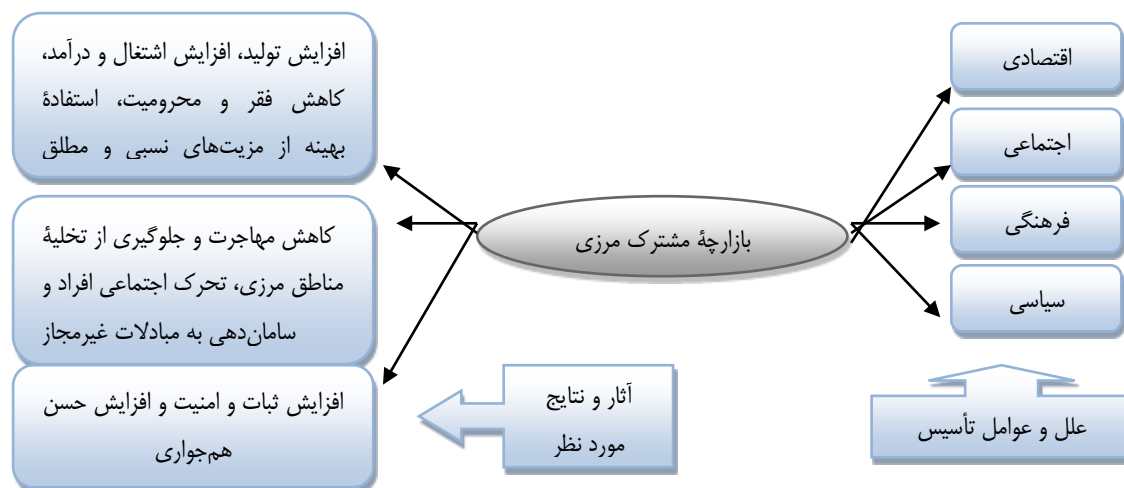 اقتصادی
اجتماعی
فرهنگی
سیاسی
علل و عوامل تأسیس
بازارچهٔ مشترک مرزی
افزایش تولید، افزایش اشتغال و درآمد،
کاهش فقر و محرومیت، استفادهٔ
بهینه از مزیت‌های نسبی و مطلق
کاهش مهاجرت و جلوگیری از تخلیهٔ
مناطق مرزی، تحرک اجتماعی افراد و
سامان‌دهی به مبادلات غیرمجاز
افزایش ثبات و امنیت و افزایش حسن
هم‌جواری
آثار و نتایج
مورد نظر